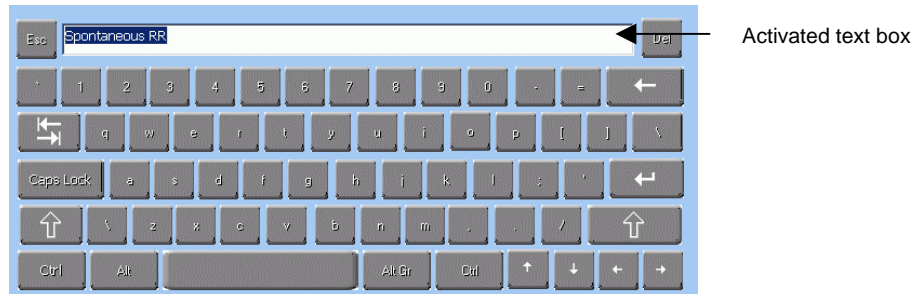 Esc Spontaneous RR Del Activated text box
` 1 2 3 4 5 6 7 8 9 0 - = ←
q w e r t y u i o p [ ] \
Caps Lock a s d f g h j k l ; ' ↵
⇧ \ z x c v b n m , . / ⇧
Ctrl Alt Alt Gr Ctrl ↑ ↓ ← →